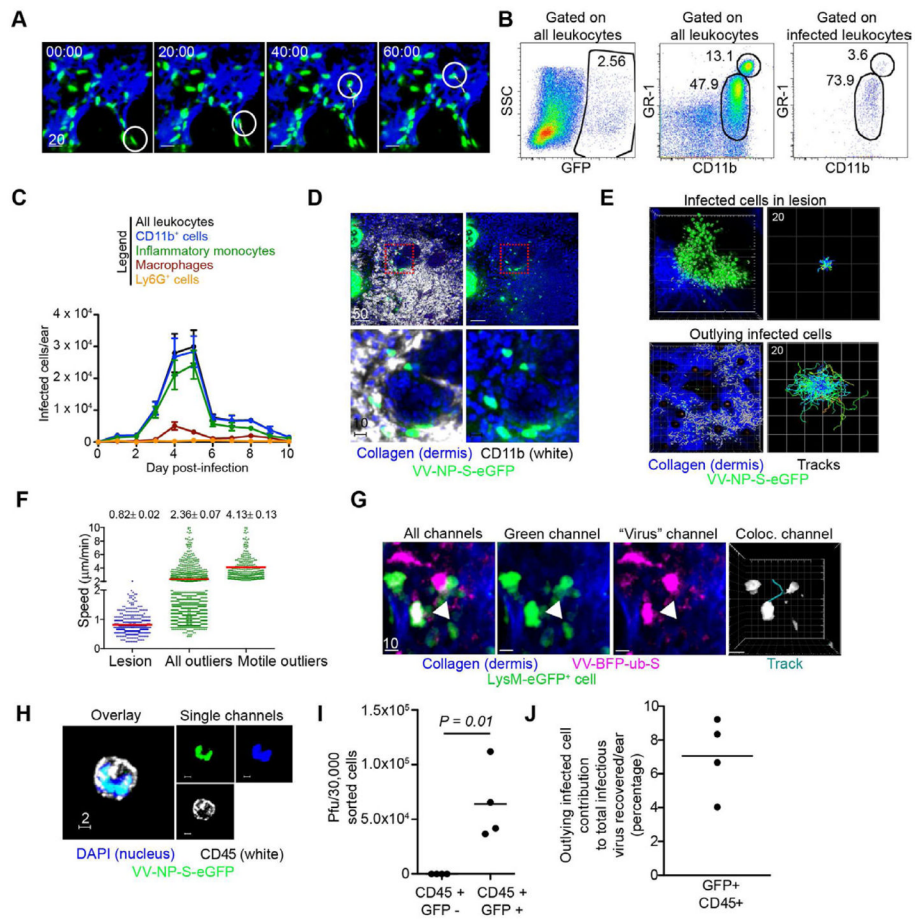 A
00:00
20:00
40:00
60:00
20
B
Gated on
all leukocytes
Gated on
all leukocytes
Gated on
infected leukocytes
2.56
13.1
47.9
3.6
73.9
SSC
GR-1
GR-1
GFP
CD11b
CD11b
C
Legend
All leukocytes
CD11b⁺ cells
Inflammatory monocytes
Macrophages
Ly6G⁺ cells
Infected cells/ear
4 x 10⁴
3 x 10⁴
2 x 10⁴
1 x 10⁴
0
0 2 4 6 8 10
Day post-infection
D
50
10
Collagen (dermis) CD11b (white)
VV-NP-S-eGFP
E
Infected cells in lesion
20
Outlying infected cells
20
Collagen (dermis) Tracks
VV-NP-S-eGFP
F
0.82± 0.02 2.36± 0.07 4.13± 0.13
Speed (µm/min)
10
8
6
4
2
2
1
0
Lesion All outliers Motile outliers
G
All channels Green channel "Virus" channel Coloc. channel
10
Collagen (dermis) VV-BFP-ub-S Track
LysM-eGFP⁺ cell
H
Overlay Single channels
2
DAPI (nucleus) CD45 (white)
VV-NP-S-eGFP
I
P = 0.01
Pfu/30,000
sorted cells
1.5x10⁵
1.0x10⁵
5.0x10⁴
0
CD45 + CD45 +
GFP - GFP +
J
Outlying infected cell
contribution
to total infectious
virus recovered/ear
(percentage)
10
8
6
4
2
0
GFP+
CD45+